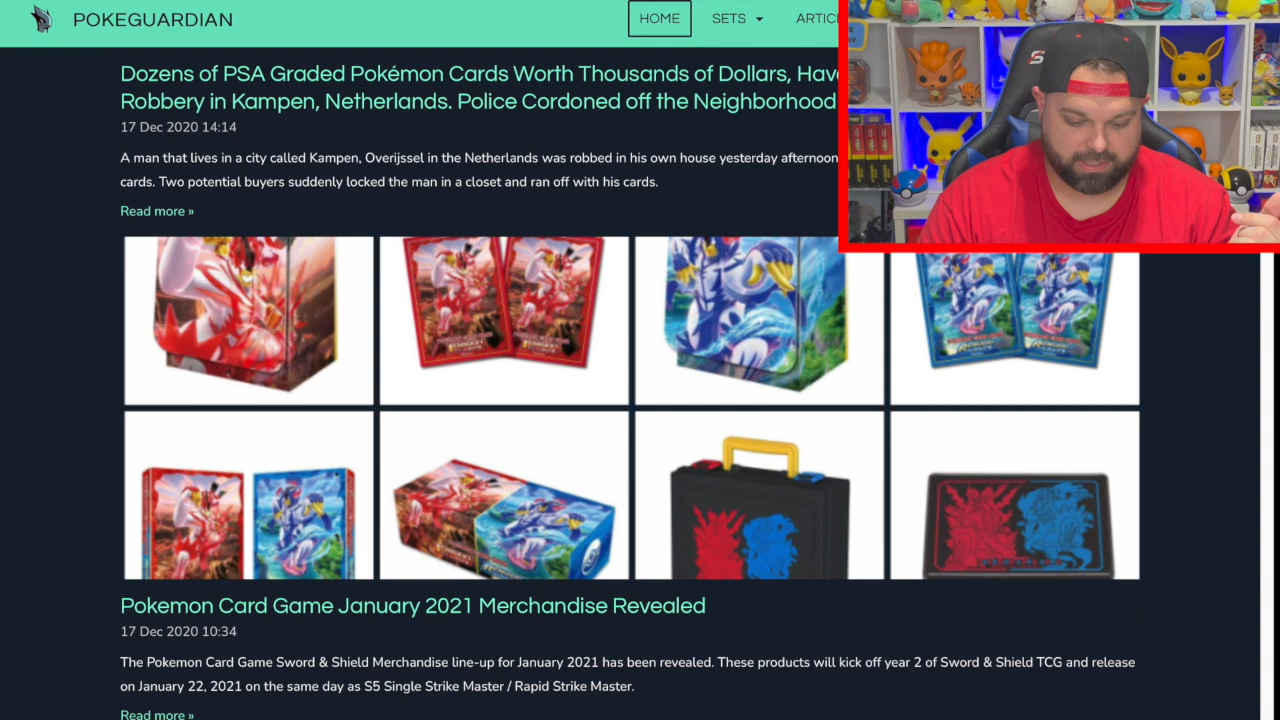 POKEGUARDIAN
HOME
SETS
ARTICL
Dozens of PSA Graded Pokémon Cards Worth Thousands of Dollars, Have
Robbery in Kampen, Netherlands. Police Cordoned off the Neighborhood
17 Dec 2020 14:14
A man that lives in a city called Kampen, Overijssel in the Netherlands was robbed in his own house yesterday afternoon
cards. Two potential buyers suddenly locked the man in a closet and ran off with his cards.
Read more »
Pokemon Card Game January 2021 Merchandise Revealed
17 Dec 2020 10:34
The Pokemon Card Game Sword & Shield Merchandise line-up for January 2021 has been revealed. These products will kick off year 2 of Sword & Shield TCG and release
on January 22, 2021 on the same day as S5 Single Strike Master / Rapid Strike Master.
Read more »